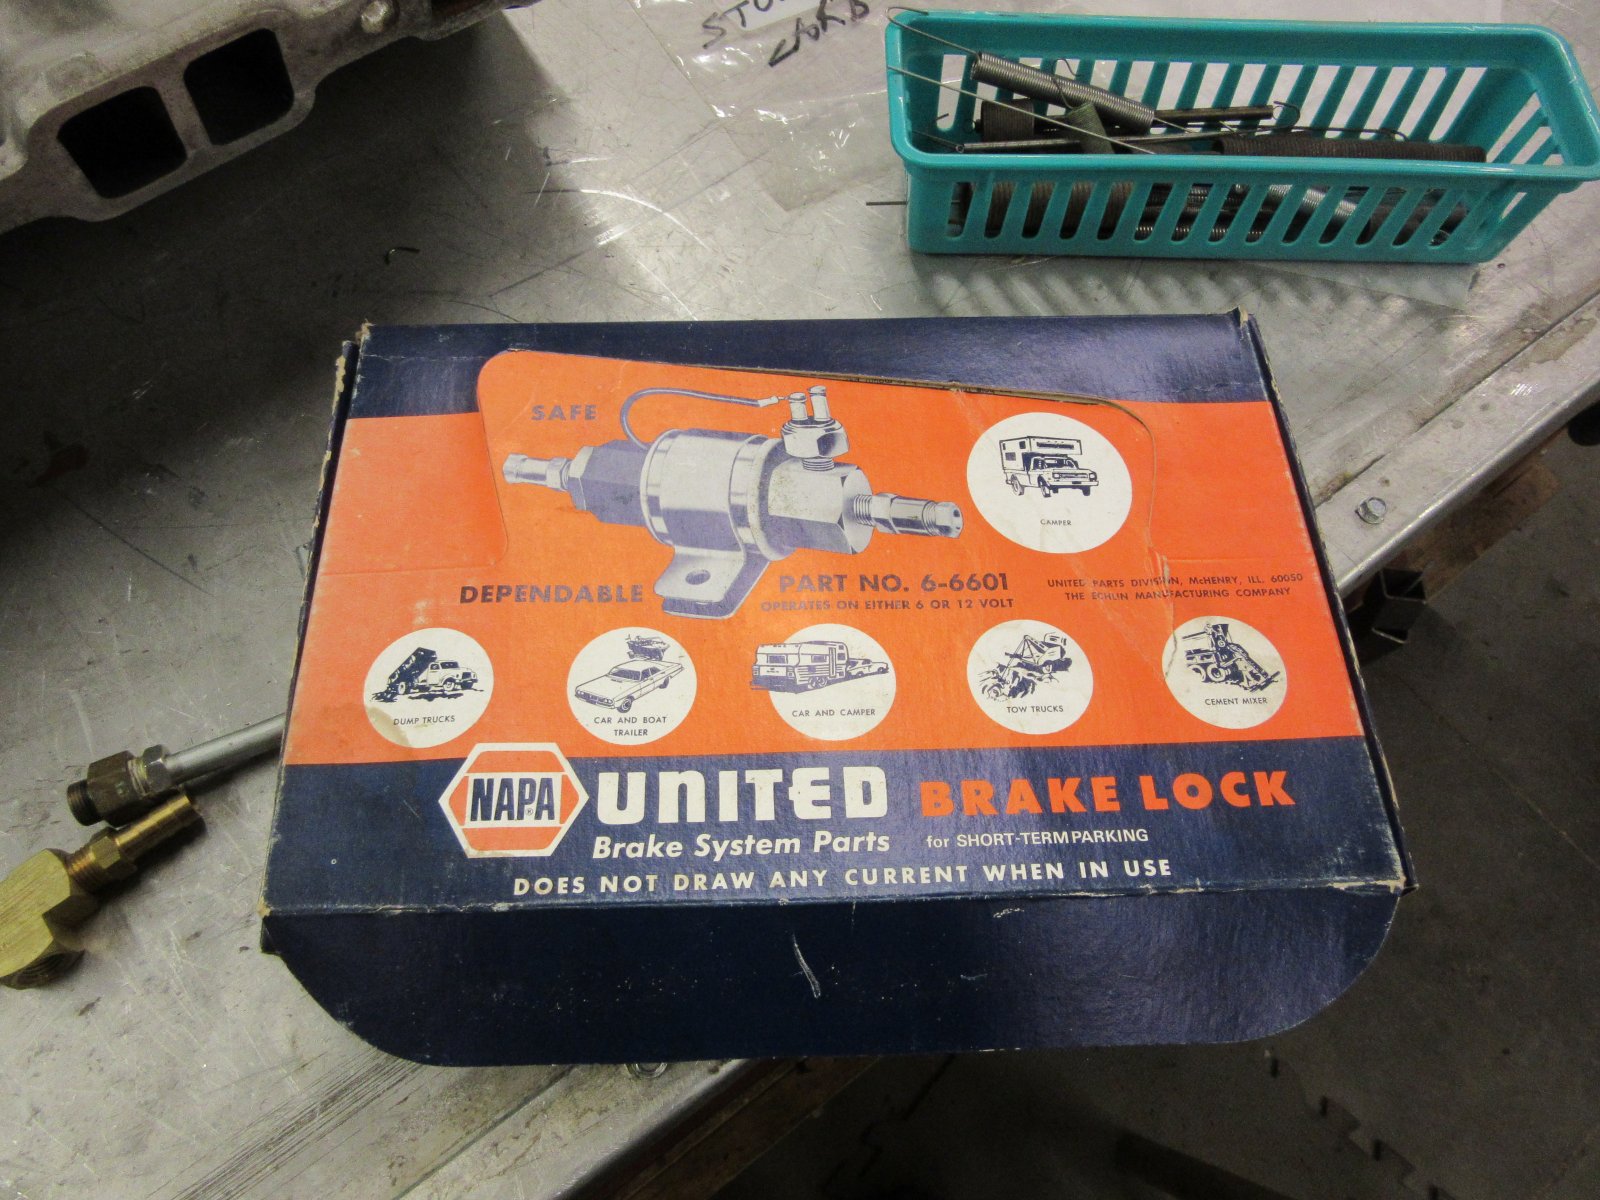 SAFE
CAMPER
DEPENDABLE
PART NO. 6-6601
OPERATES ON EITHER 6 OR 12 VOLT
UNITED PARTS DIVISION, McHENRY, ILL. 60050
THE ECHLIN MANUFACTURING COMPANY
DUMP TRUCKS
CAR AND BOAT
TRAILER
CAR AND CAMPER
TOW TRUCKS
CEMENT MIXER
NAPA®
UNITED BRAKE LOCK
Brake System Parts for SHORT-TERM PARKING
DOES NOT DRAW ANY CURRENT WHEN IN USE